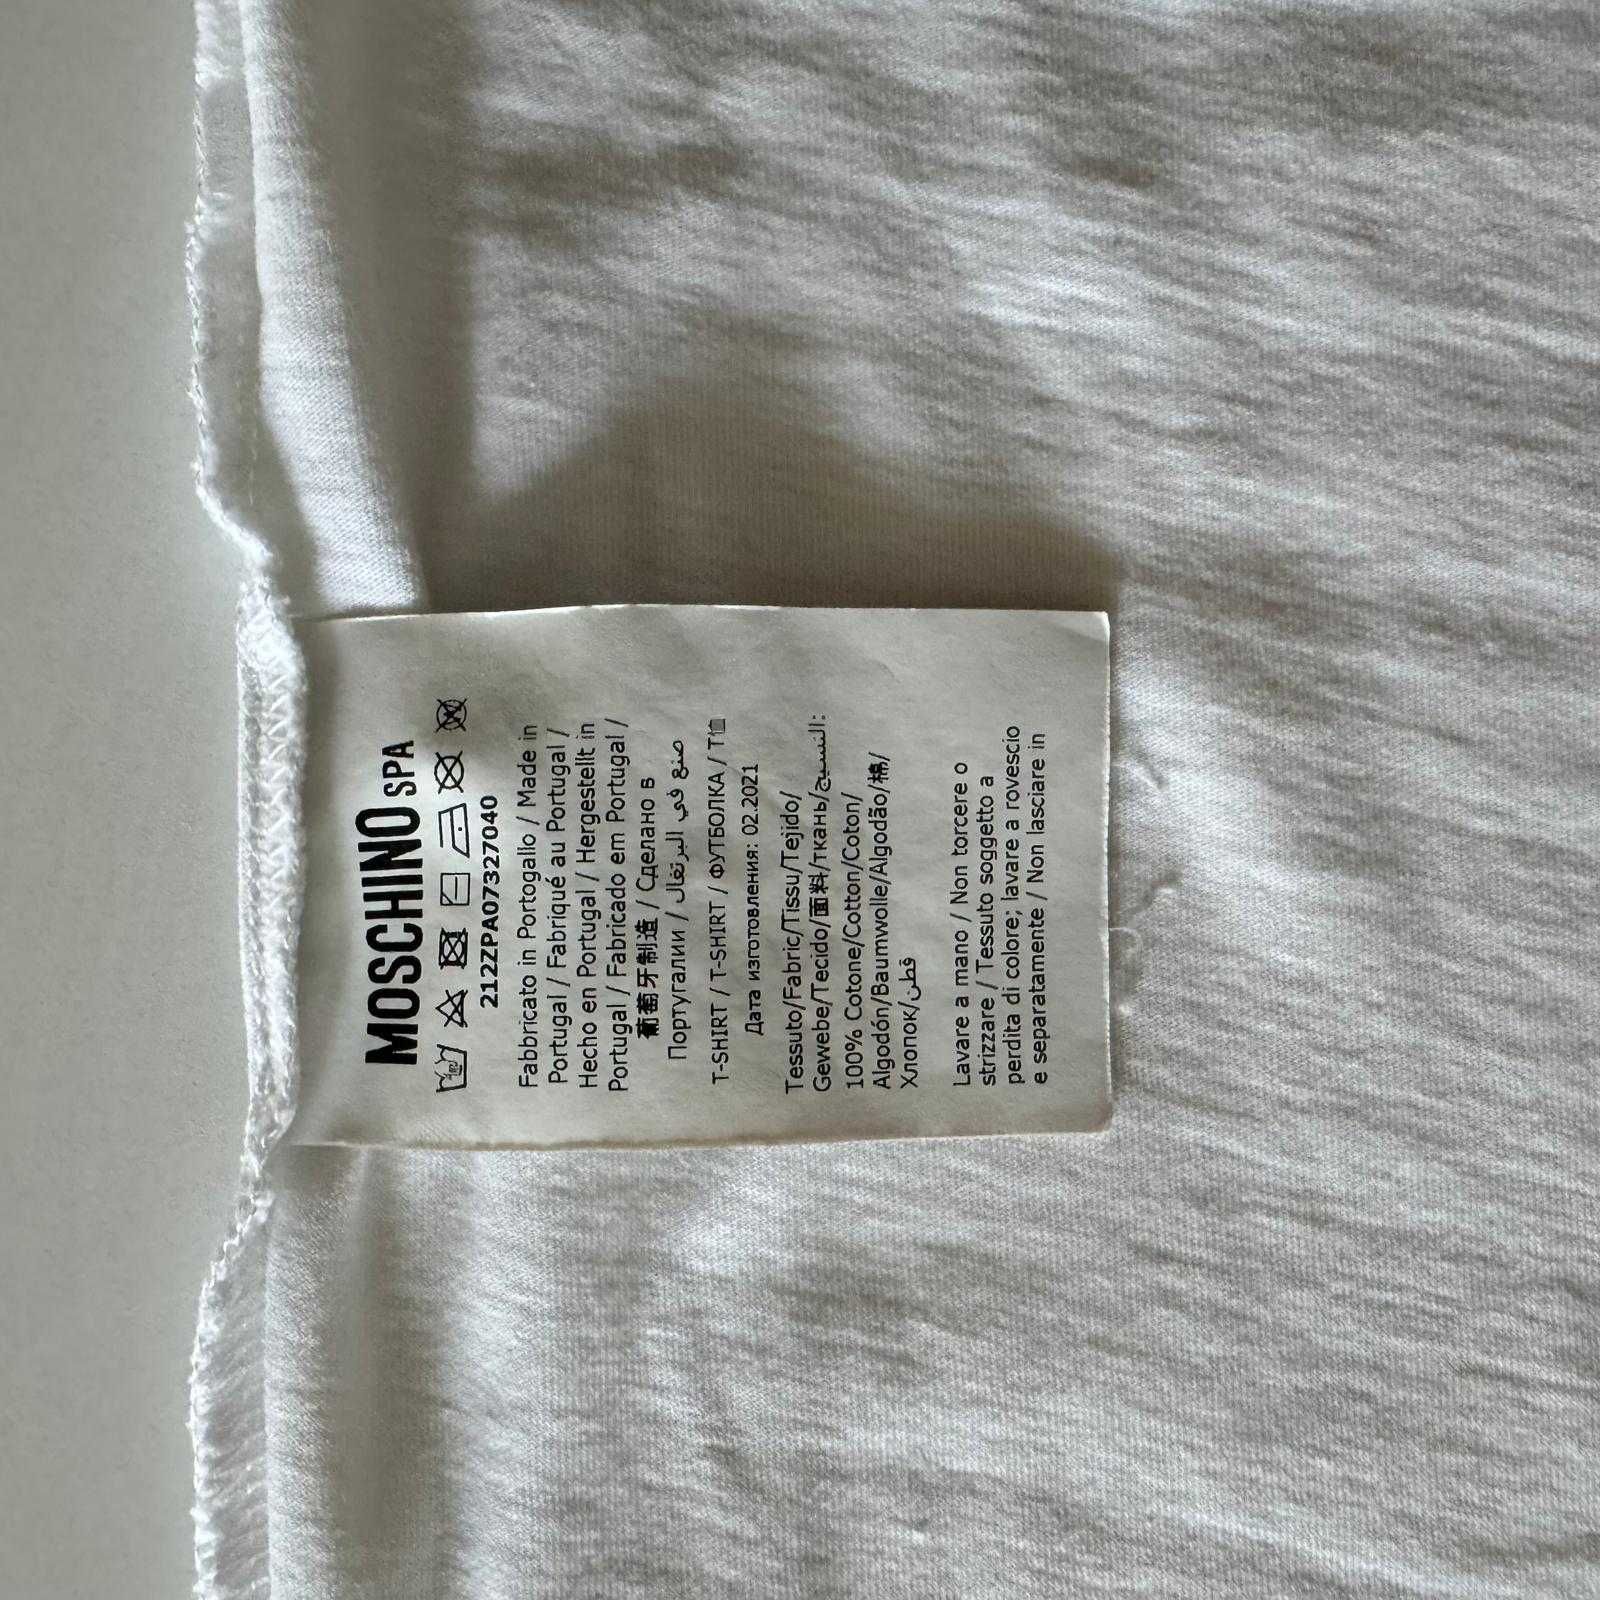 MOSCHINO SPA
212ZPA07327040
Fabbricato in Portogallo / Made in
Portugal / Fabriqué au Portugal /
Hecho en Portugal / Hergestellt in
Portugal / Fabricado em Portugal /
葡萄牙制造 / Сделано в
Португалии / صنع في البرتغال
T-SHIRT / T-SHIRT / ФУТБОЛКА / T恤
Дата изготовления: 02.2021
Tessuto/Fabric/Tissu/Tejido/
Gewebe/Tecido/面料/ткань/النسيج:
100% Cotone/Cotton/Coton/
Algodón/Baumwolle/Algodão/棉/
Хлопок/قطن
Lavare a mano / Non torcere o
strizzare / Tessuto soggetto a
perdita di colore; lavare a rovescio
e separatamente / Non lasciare in